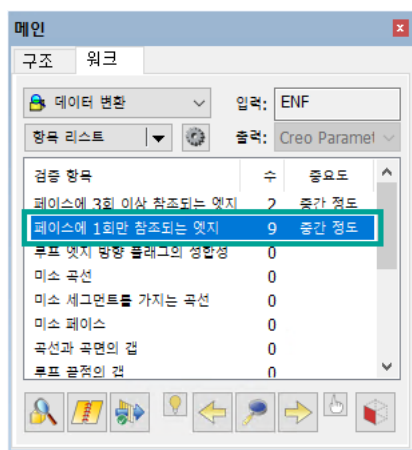 메인
구조 워크
데이터 변환 입력: ENF
항목 리스트 출력: Creo Paramet
검증 항목 수 중요도
페이스에 3회 이상 참조되는 엣지 2 중간 정도
페이스에 1회만 참조되는 엣지 9 중간 정도
루프 엣지 방향 플래그의 성합성 0
미소 곡선 0
미소 세그먼트를 가지는 곡선 0
미소 페이스 0
곡선과 곡면의 갭 0
루프 끝점의 갭 0